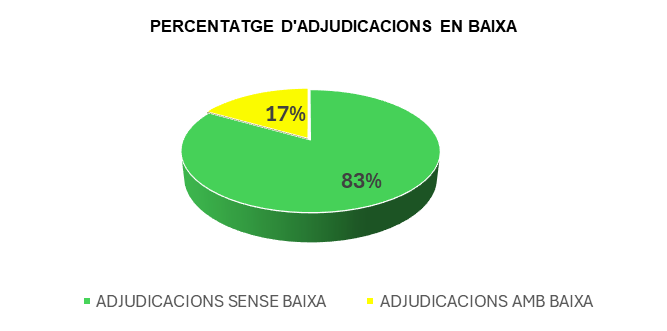 PERCENTATGE D'ADJUDICACIONS EN BAIXA
17%
83%
ADJUDICACIONS SENSE BAIXA
ADJUDICACIONS AMB BAIXA